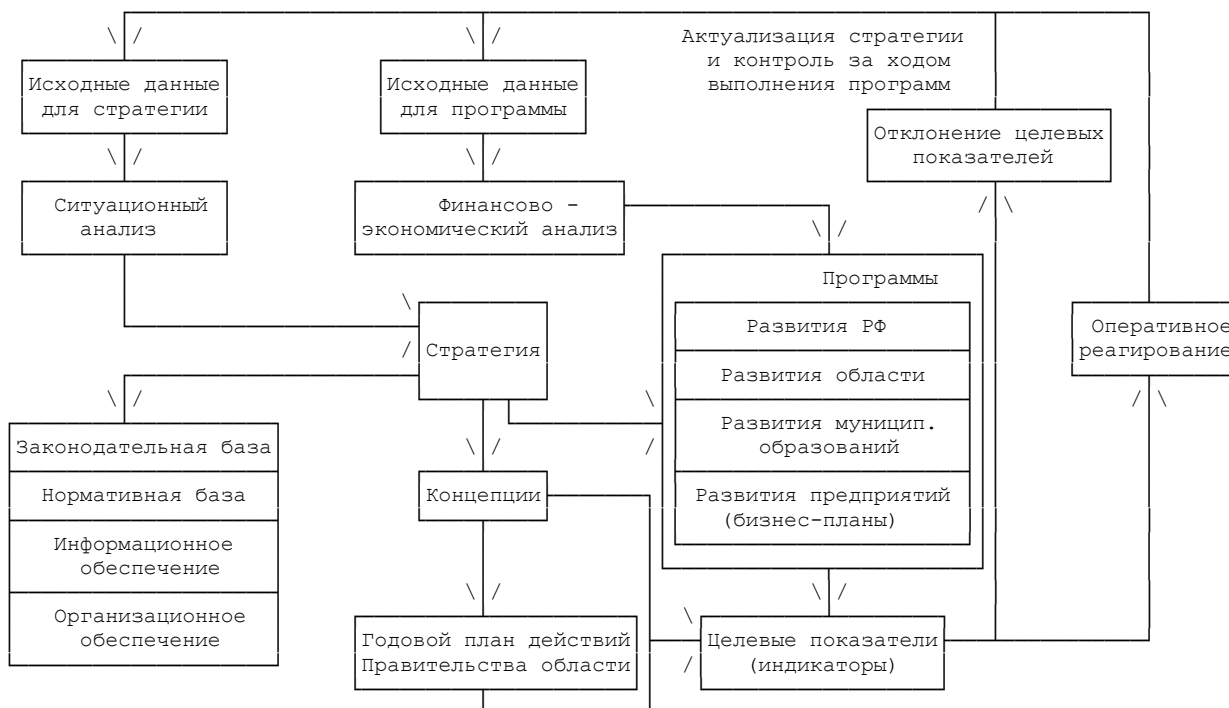 Актуализация стратегии
и контроль за ходом
выполнения программ
Исходные данные
для стратегии
Исходные данные
для программы
Отклонение целевых
показателей
Ситуационный
анализ
Финансово -
экономический анализ
Программы
Развития РФ
Развития области
Развития муницип.
образований
Развития предприятий
(бизнес-планы)
Оперативное
реагирование
Стратегия
Законодательная база
Нормативная база
Информационное
обеспечение
Организационное
обеспечение
Концепции
Годовой план действий
Правительства области
Целевые показатели
(индикаторы)